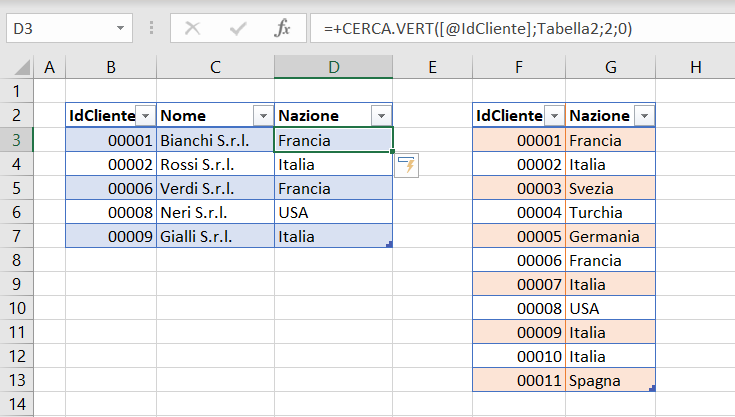 D3 fx =+CERCA.VERT([@IdCliente];Tabella2;2;0)
A B C D E F G H
1
2 IdCliente Nome Nazione IdCliente Nazione
3 00001 Bianchi S.r.l. Francia 00001 Francia
4 00002 Rossi S.r.l. Italia 00002 Italia
5 00006 Verdi S.r.l. Francia 00003 Svezia
6 00008 Neri S.r.l. USA 00004 Turchia
7 00009 Gialli S.r.l. Italia 00005 Germania
8 00006 Francia
9 00007 Italia
10 00008 USA
11 00009 Italia
12 00010 Italia
13 00011 Spagna
14